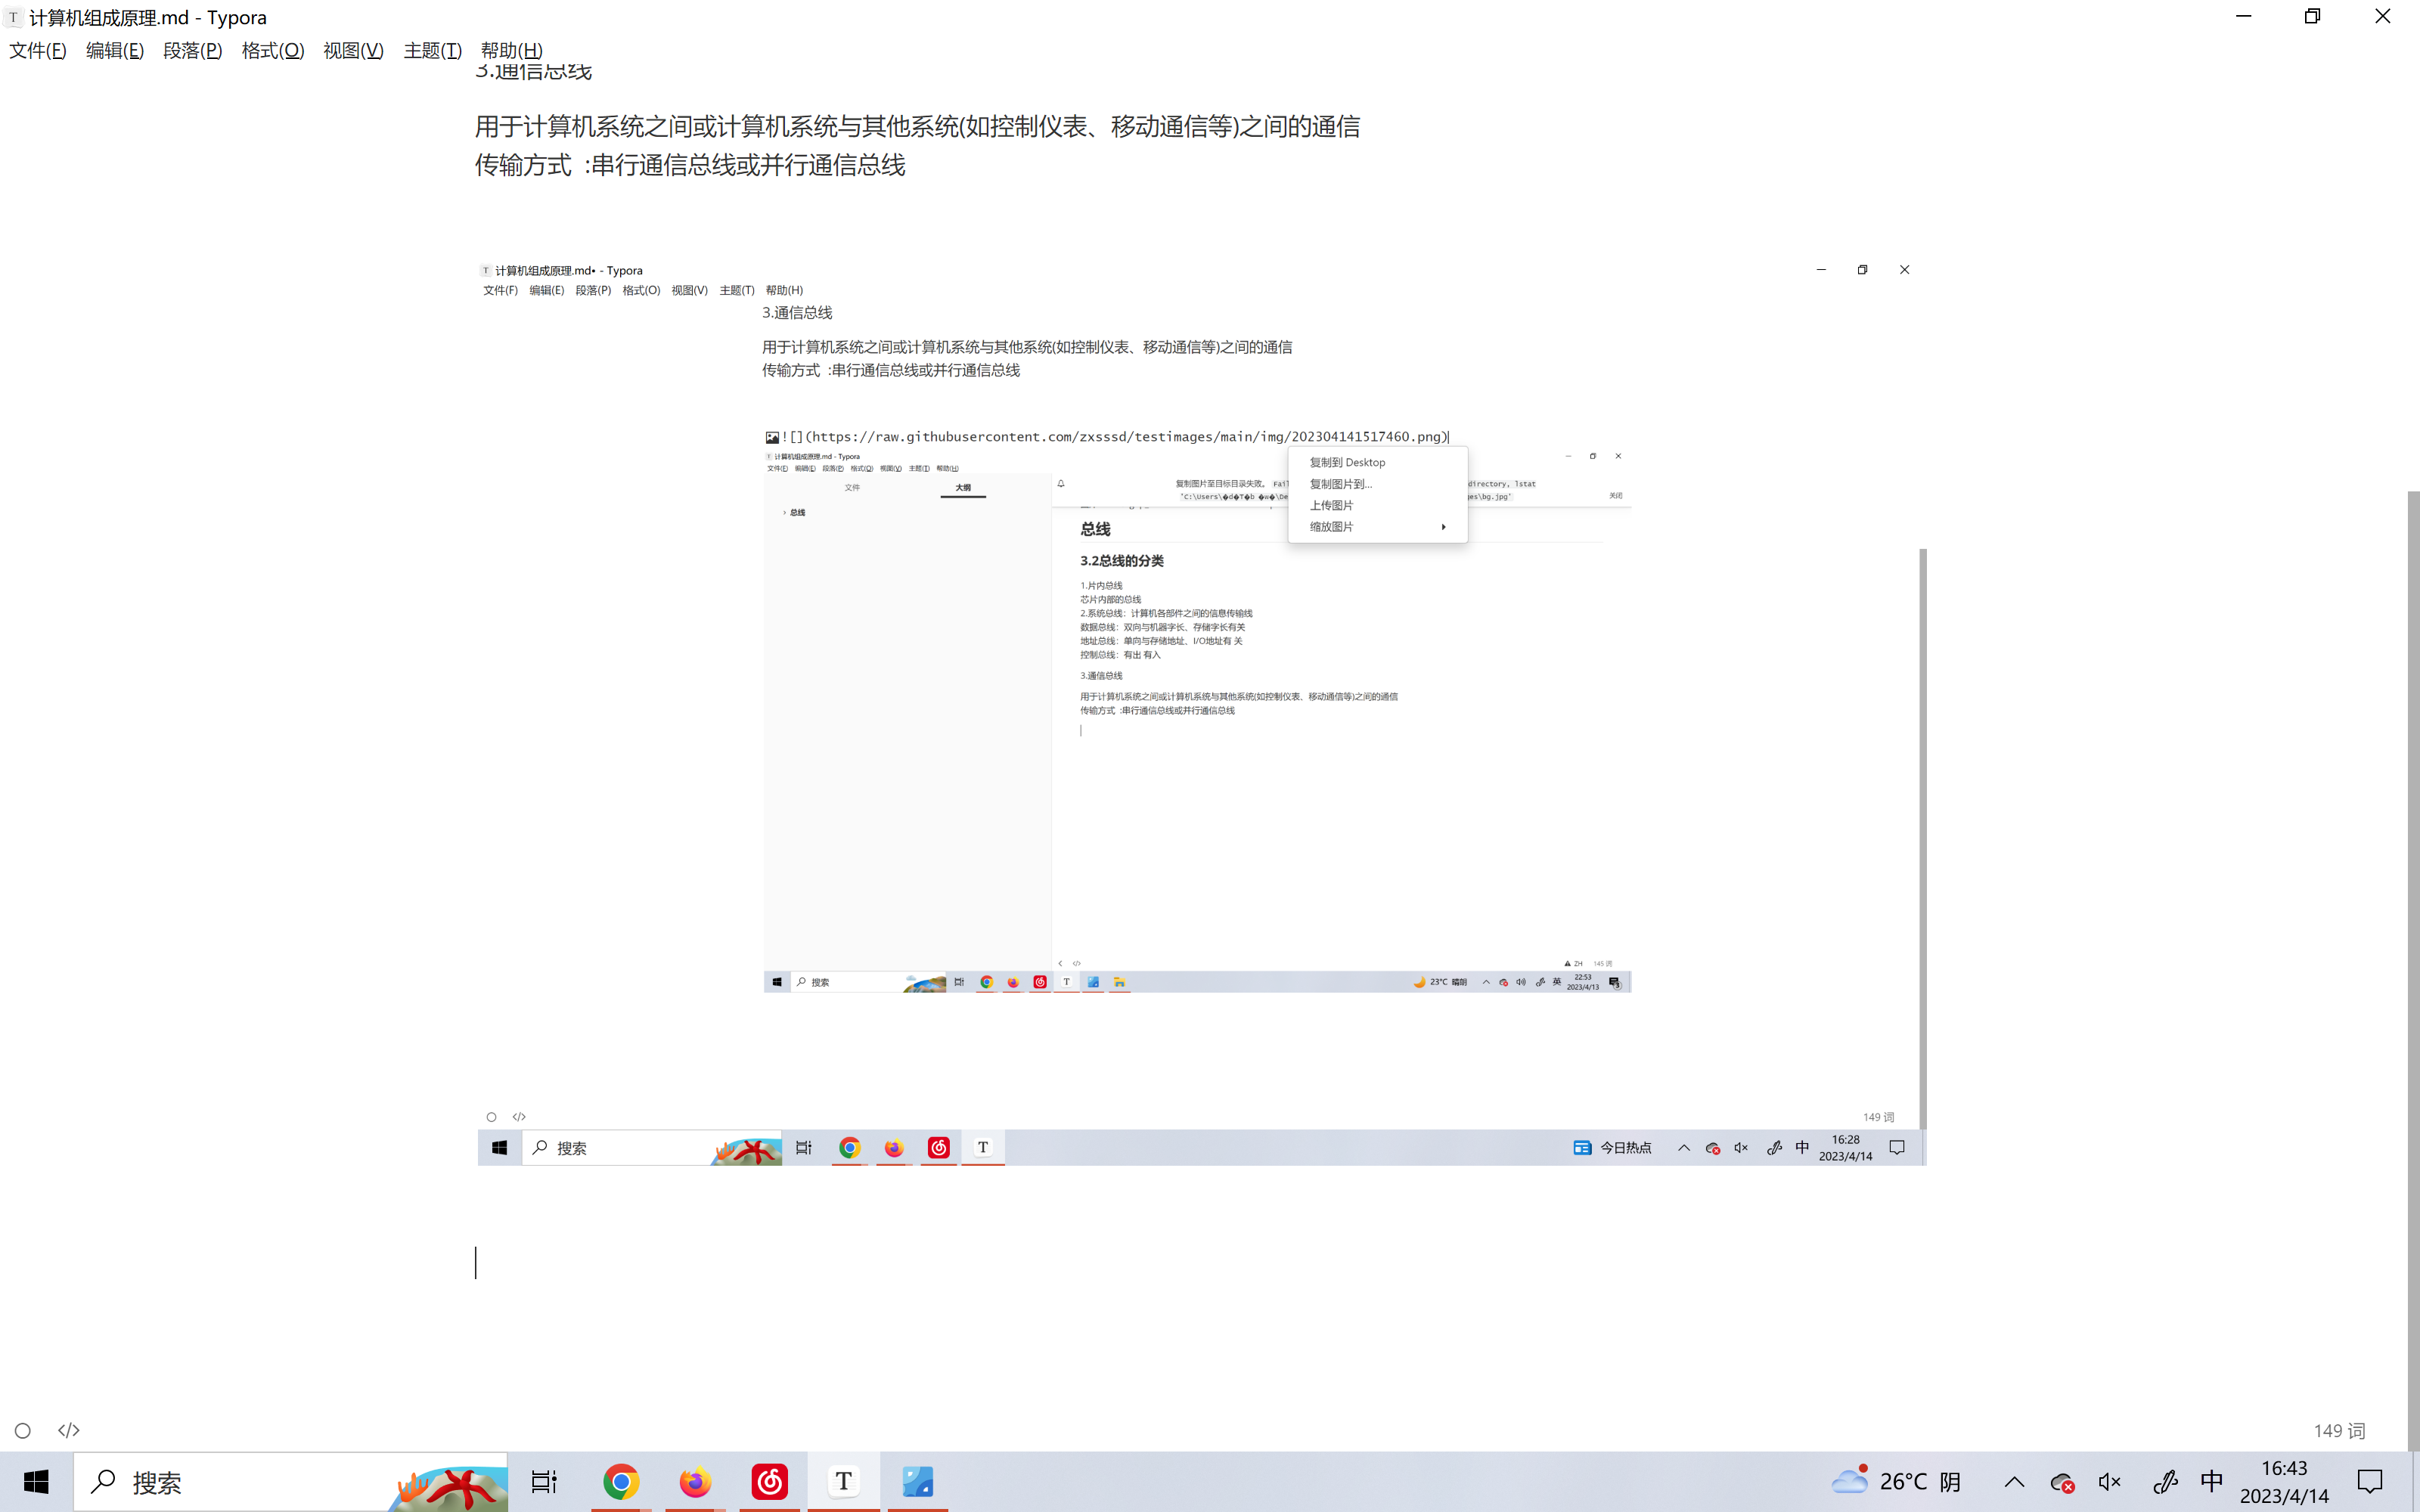 计算机组成原理.md - Typora
文件(F) 编辑(E) 段落(P) 格式(O) 视图(V) 主题(T) 帮助(H)
3.通信总线
用于计算机系统之间或计算机系统与其他系统(如控制仪表、移动通信等)之间的通信
传输方式 :串行通信总线或并行通信总线
T 计算机组成原理.md• - Typora
文件(F) 编辑(E) 段落(P) 格式(O) 视图(V) 主题(T) 帮助(H)
3.通信总线
用于计算机系统之间或计算机系统与其他系统(如控制仪表、移动通信等)之间的通信
传输方式 :串行通信总线或并行通信总线
![](https://raw.githubusercontent.com/zxsssd/testimages/main/img/202304141517460.png)
计算机组成原理.md - Typora
文件(F) 编辑(E) 段落(P) 格式(O) 视图(V) 主题(T) 帮助(H)
文件 大纲
总线
复制图片至目标目录失败。 Fail
directory, lstat
'C:\Users\�d�T�b �w�\De
ges\bg.jpg'
关闭
复制到 Desktop
复制图片到...
上传图片
缩放图片
总线
3.2总线的分类
1.片内总线
芯片内部的总线
2.系统总线：计算机各部件之间的信息传输线
数据总线：双向与机器字长、存储字长有关
地址总线：单向与存储地址、I/O地址有 关
控制总线：有出 有入
3.通信总线
用于计算机系统之间或计算机系统与其他系统(如控制仪表、移动通信等)之间的通信
传输方式 :串行通信总线或并行通信总线
ZH 145 词
搜索 23°C 晴朗 英 22:53
2023/4/13
149 词
搜索 T 今日热点 中 16:28
2023/4/14
149 词
搜索 T 26°C 阴 中 16:43
2023/4/14